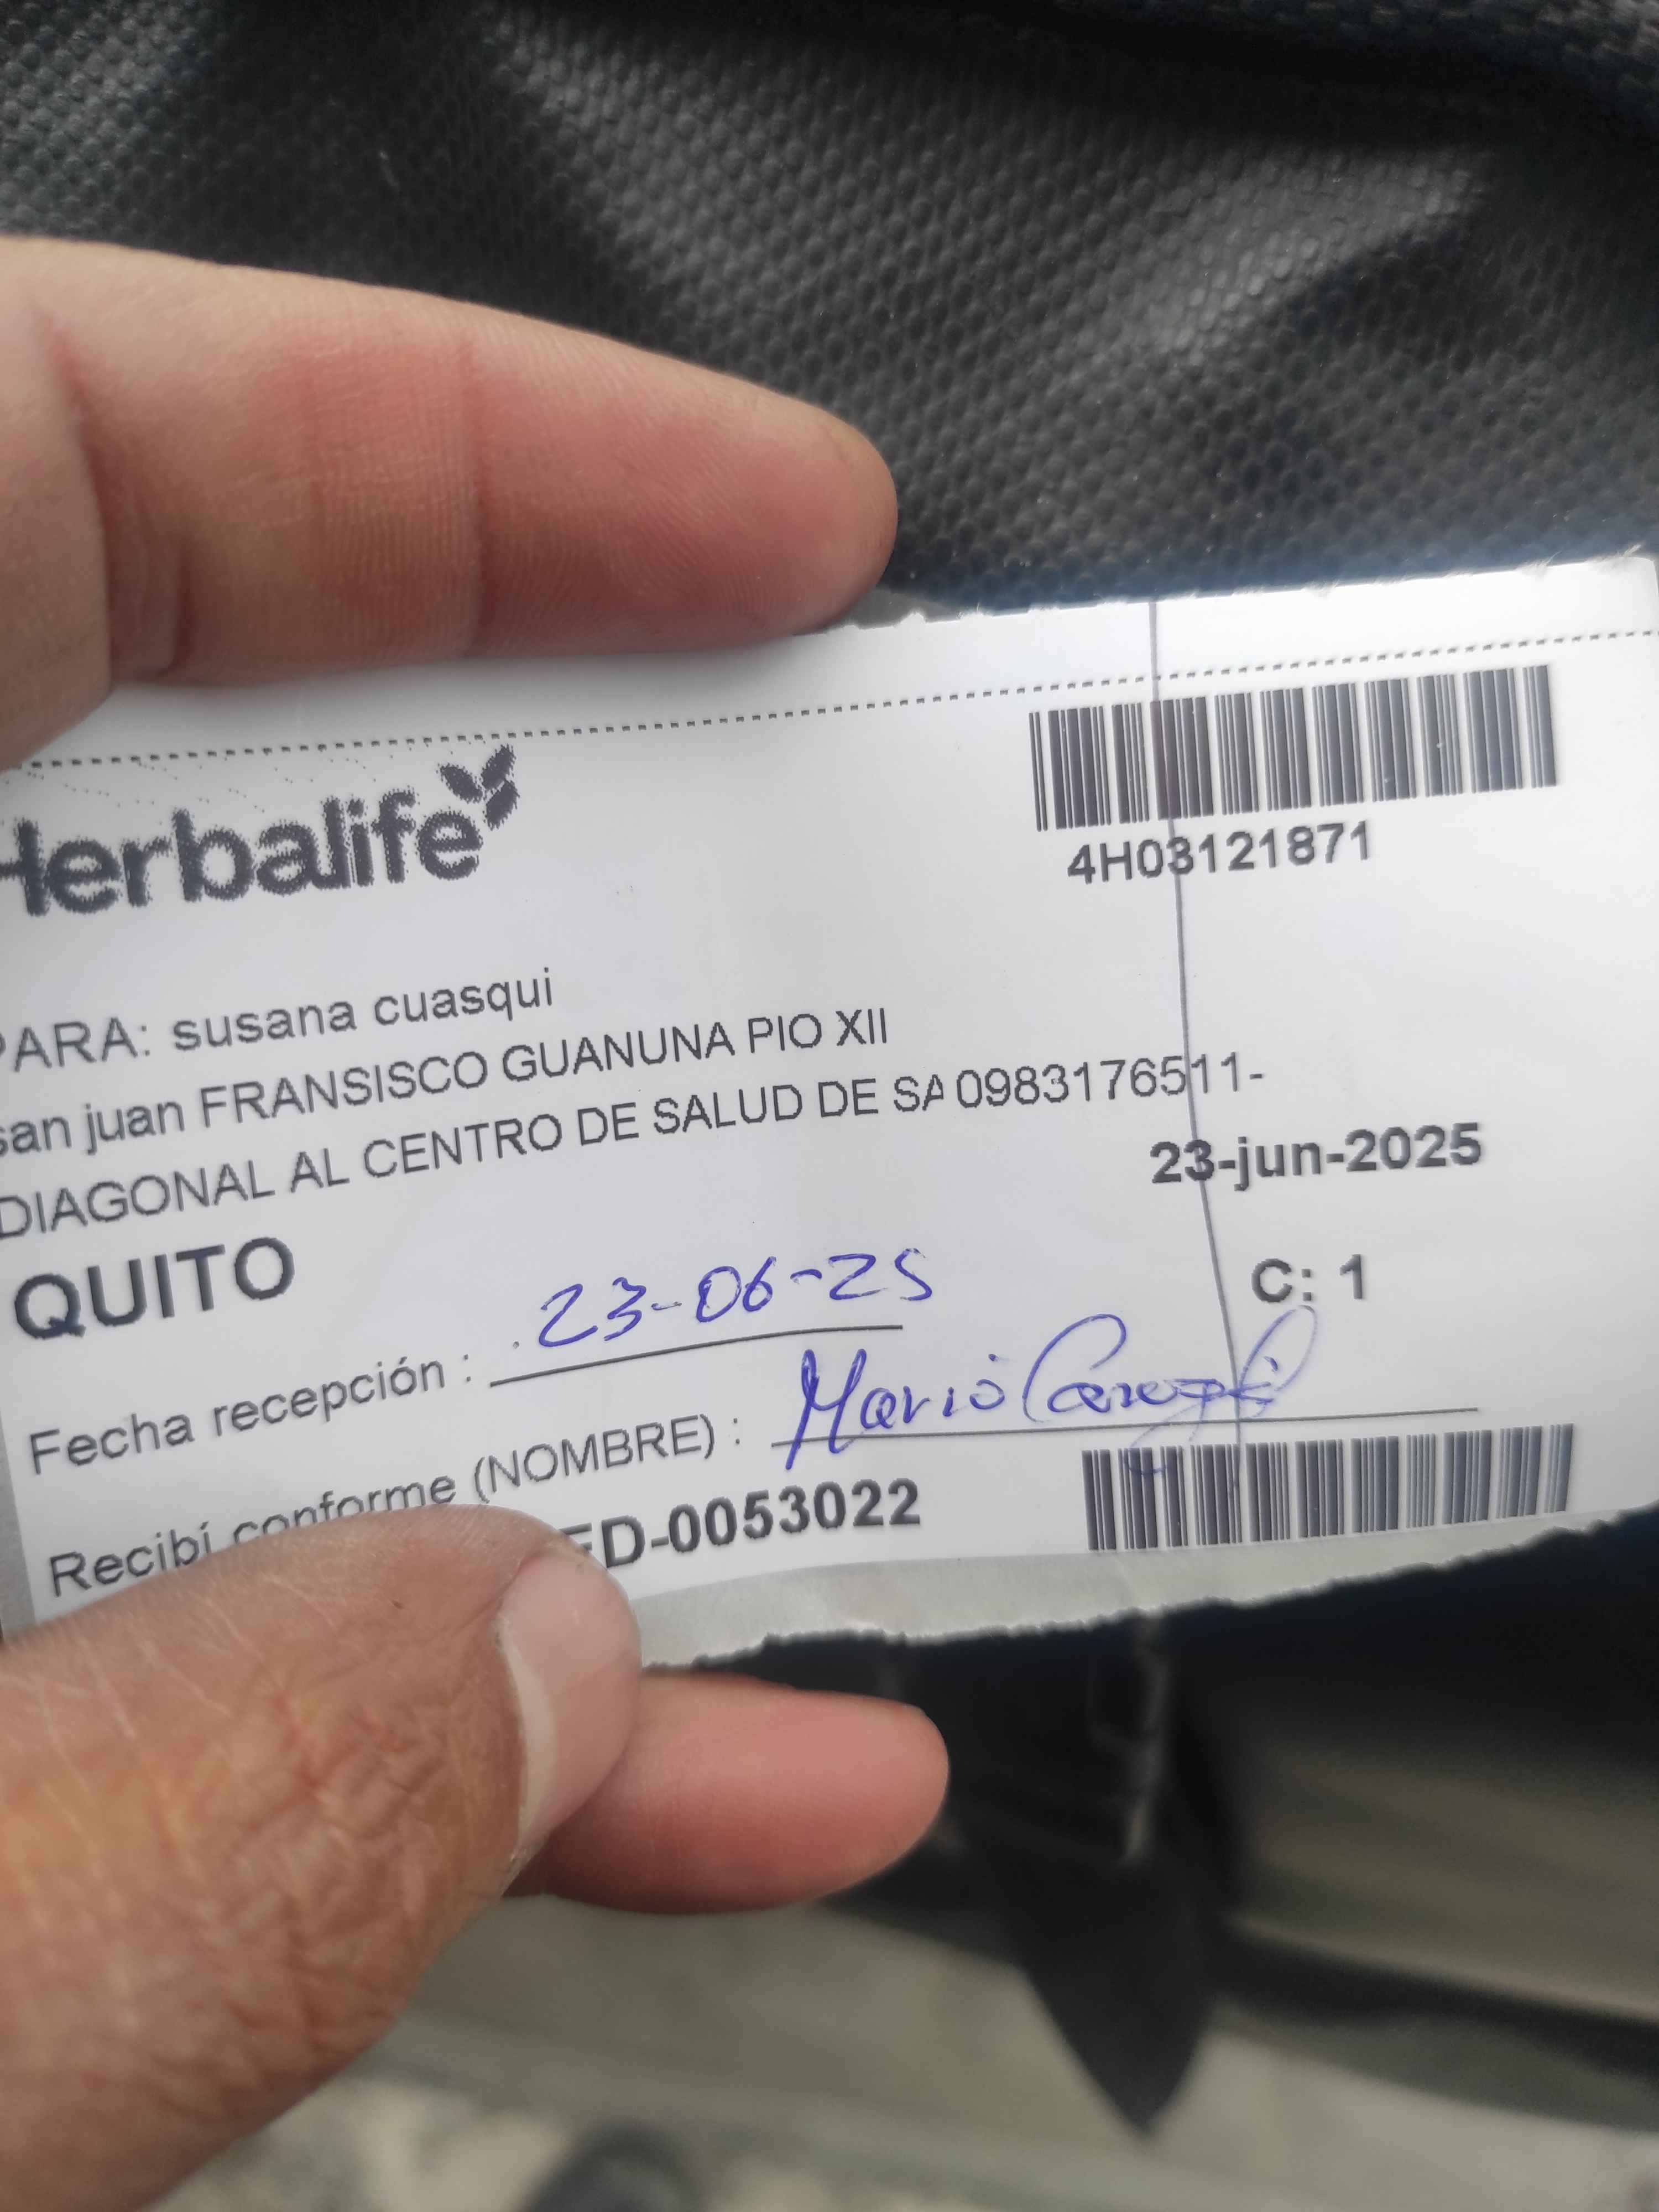 Herbalife
4H03121871
PARA: susana cuasqui
san juan FRANSISCO GUANUNA PIO XII
DIAGONAL AL CENTRO DE SALUD DE SA 0983176511-
23-jun-2025
QUITO
C: 1
Fecha recepción : 23-06-25
Recibí conforme (NOMBRE) : Mario
ED-0053022